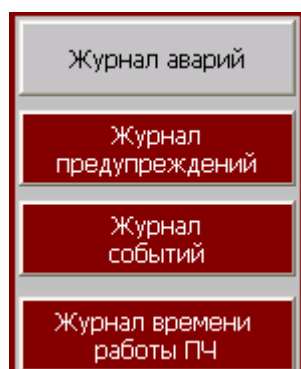 Журнал аварий
Журнал
предупреждений
Журнал
событий
Журнал времени
работы ПЧ